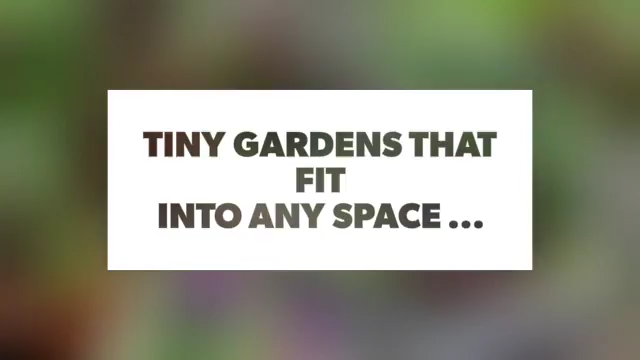 TINY GARDENS THAT
FIT
INTO ANY SPACE ...